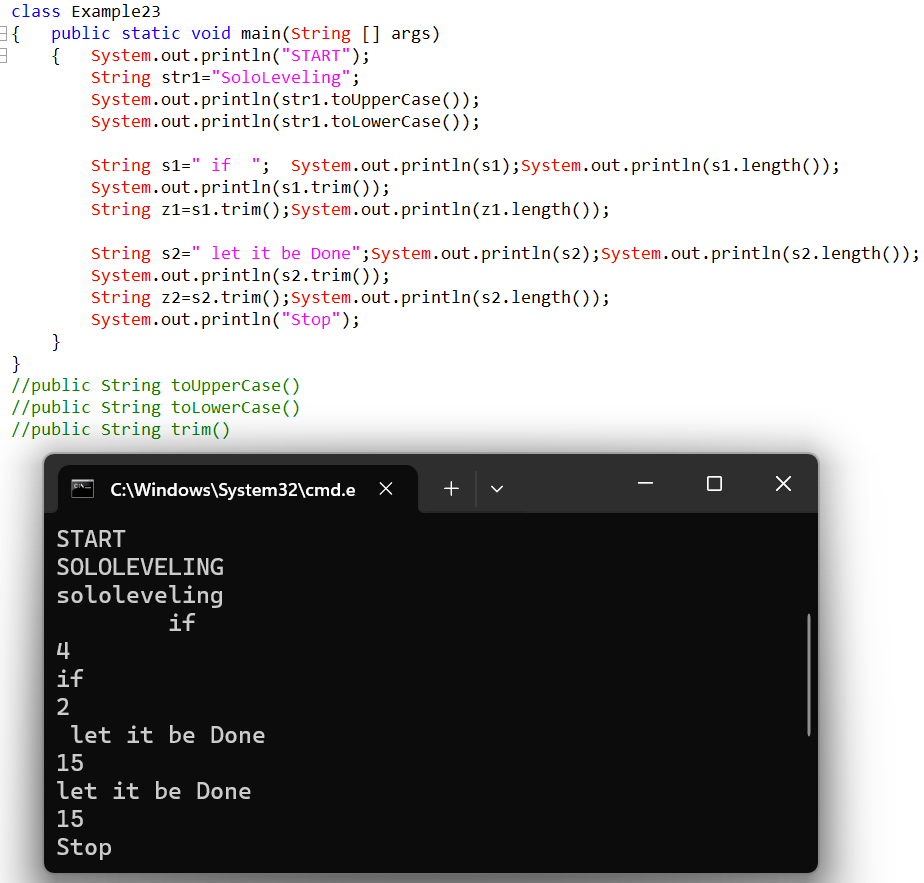 class Example23
{   public static void main(String [] args)
    {   System.out.println("START");
        String str1="SoloLeveling";
        System.out.println(str1.toUpperCase());
        System.out.println(str1.toLowerCase());
        String s1=" if  ";  System.out.println(s1);System.out.println(s1.length());
        System.out.println(s1.trim());
        String z1=s1.trim();System.out.println(z1.length());
        String s2=" let it be Done";System.out.println(s2);System.out.println(s2.length());
        System.out.println(s2.trim());
        String z2=s2.trim();System.out.println(s2.length());
        System.out.println("Stop");
    }
}
//public String toUpperCase()
//public String toLowerCase()
//public String trim()
C:\Windows\System32\cmd.e
START
SOLOLEVELING
sololeveling
        if
4
if
2
 let it be Done
15
let it be Done
15
Stop